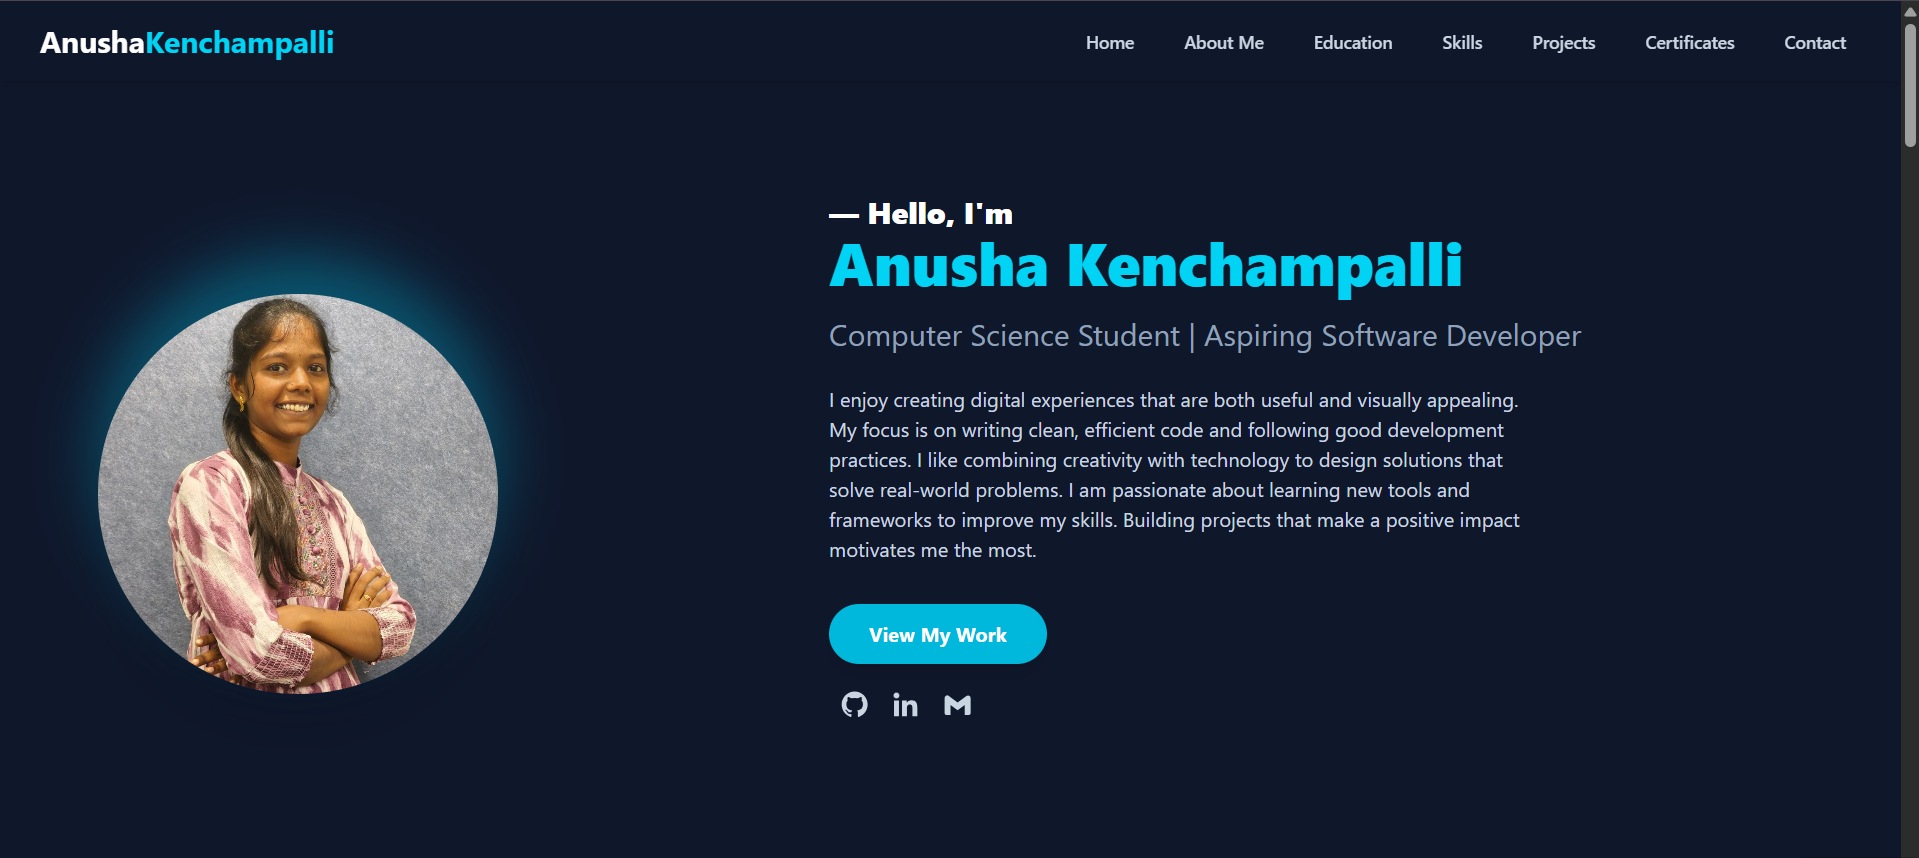 AnushaKenchampalli
Home About Me Education Skills Projects Certificates Contact
— Hello, I'm
Anusha Kenchampalli
Computer Science Student | Aspiring Software Developer
I enjoy creating digital experiences that are both useful and visually appealing.
My focus is on writing clean, efficient code and following good development
practices. I like combining creativity with technology to design solutions that
solve real-world problems. I am passionate about learning new tools and
frameworks to improve my skills. Building projects that make a positive impact
motivates me the most.
View My Work
in